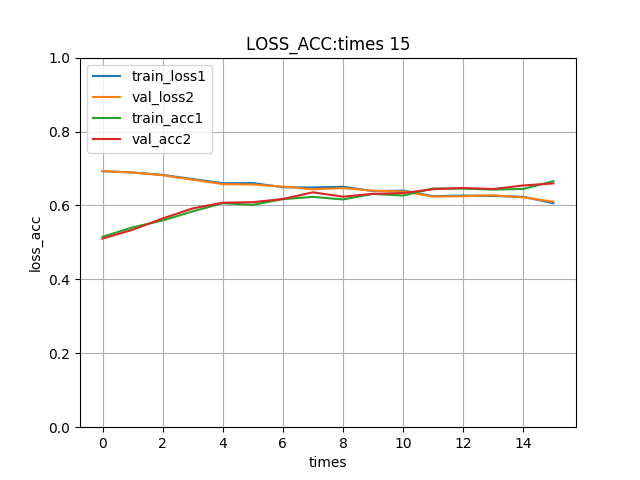 LOSS_ACC:times 15
train_loss1
val_loss2
train_acc1
val_acc2
1.0
0.8
0.6
0.4
0.2
0.0
loss_acc
0 2 4 6 8 10 12 14
times